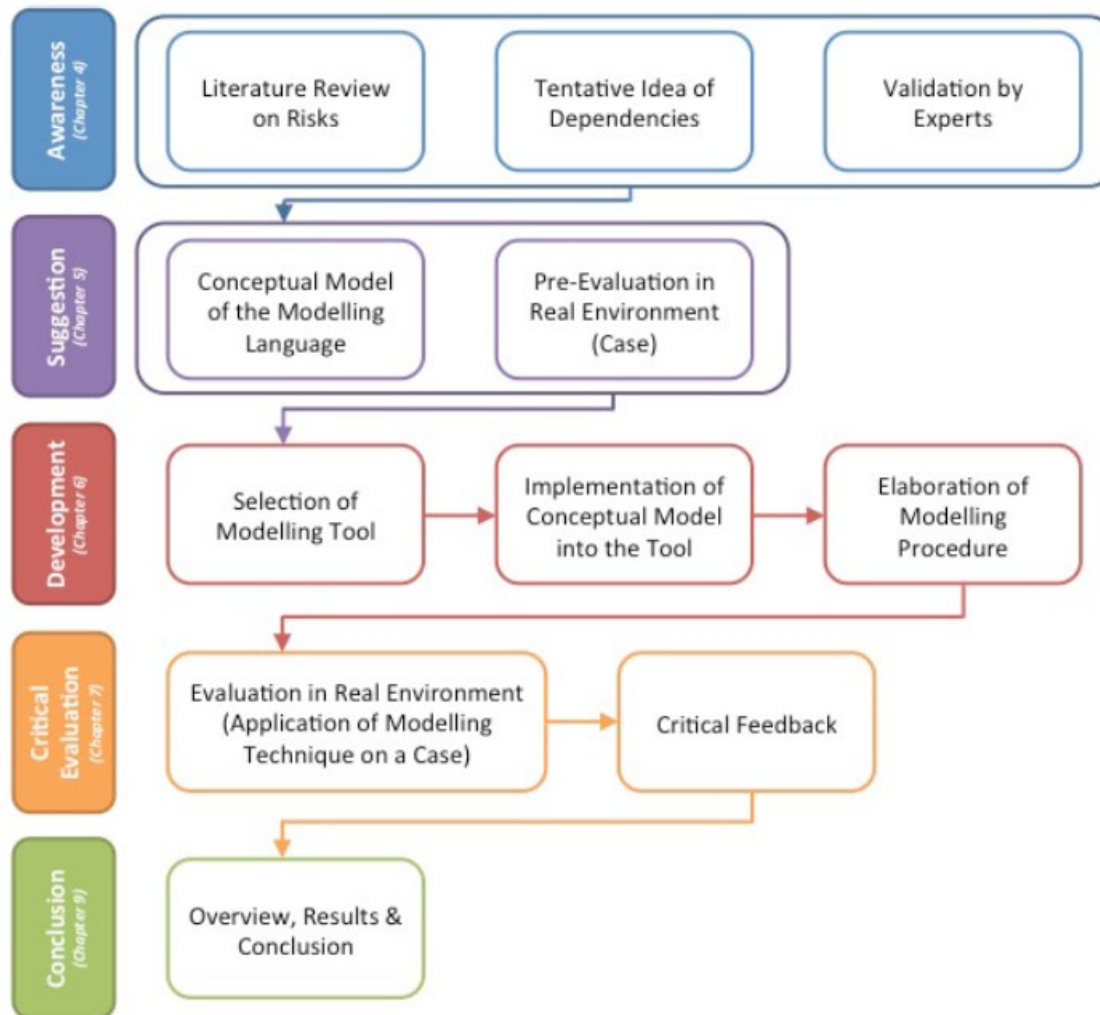 Awareness
(Chapter 4)
Literature Review
on Risks
Tentative Idea of
Dependencies
Validation by
Experts
Suggestion
(Chapter 5)
Conceptual Model
of the Modelling
Language
Pre-Evaluation in
Real Environment
(Case)
Development
(Chapter 6)
Selection of
Modelling Tool
Implementation of
Conceptual Model
into the Tool
Elaboration of
Modelling
Procedure
Critical
Evaluation
(Chapter 7)
Evaluation in Real Environment
(Application of Modelling
Technique on a Case)
Critical Feedback
Conclusion
(Chapter 9)
Overview, Results &
Conclusion